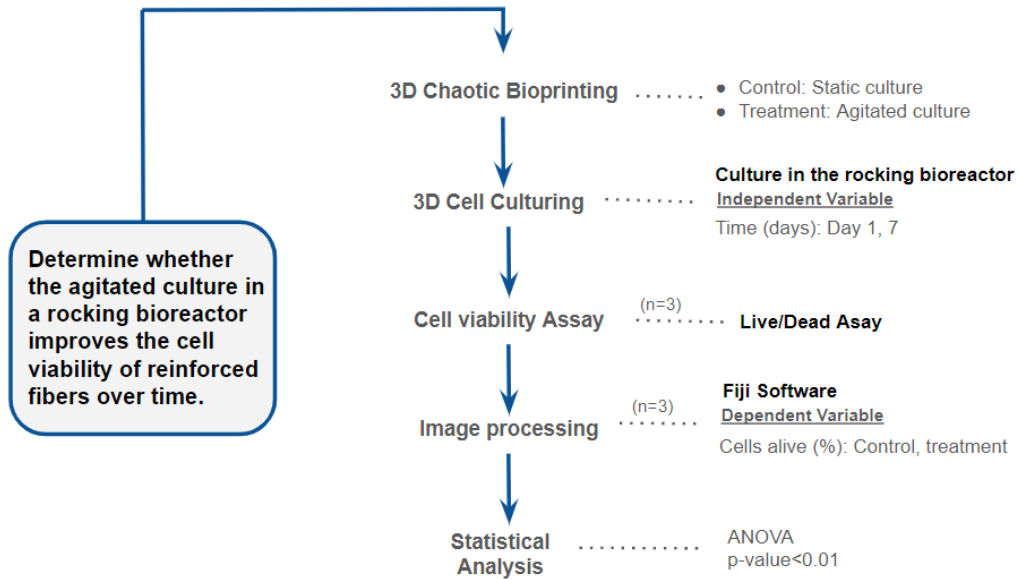 3D Chaotic Bioprinting
● Control: Static culture
● Treatment: Agitated culture
Culture in the rocking bioreactor
3D Cell Culturing
Independent Variable
Time (days): Day 1, 7
Determine whether
the agitated culture in
a rocking bioreactor
improves the cell
viability of reinforced
fibers over time.
Cell viability Assay
(n=3)
Live/Dead Asay
Fiji Software
Image processing
(n=3)
Dependent Variable
Cells alive (%): Control, treatment
Statistical
Analysis
ANOVA
p-value<0.01